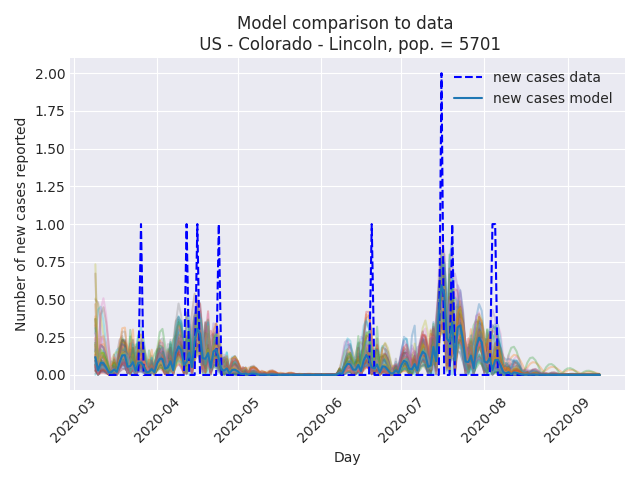 Model comparison to data
US - Colorado - Lincoln, pop. = 5701
new cases data
new cases model
Number of new cases reported
2.00
1.75
1.50
1.25
1.00
0.75
0.50
0.25
0.00
2020-03
2020-04
2020-05
2020-06
2020-07
2020-08
2020-09
Day